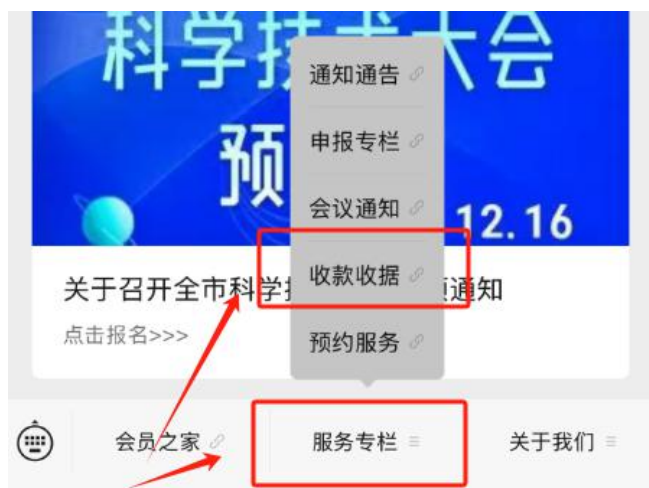 科学技术大会
预
12.16
通知通告
申报专栏
会议通知
收款收据
预约服务
关于召开全市科学 预通知
点击报名>>>
会员之家
服务专栏
关于我们